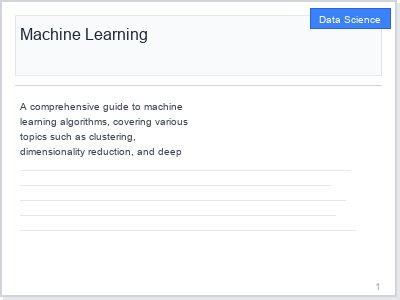 Data Science
Machine Learning
A comprehensive guide to machine
learning algorithms, covering various
topics such as clustering,
dimensionality reduction, and deep
1